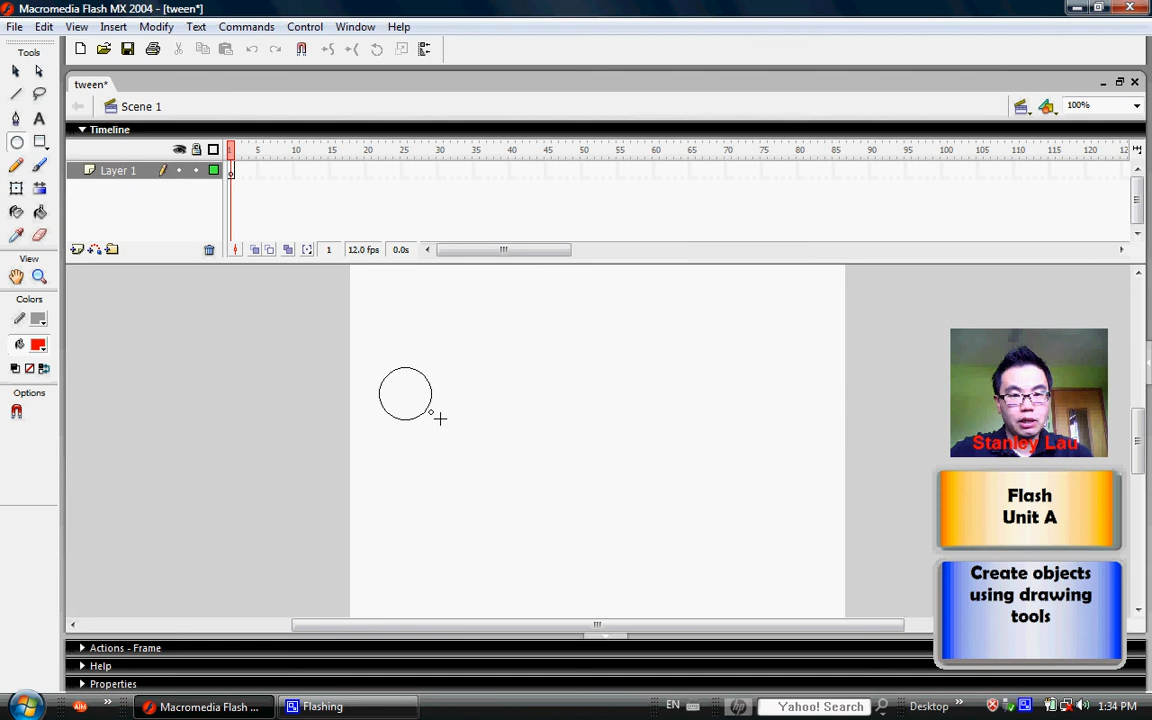 Macromedia Flash MX 2004 - [tween*]
File Edit View Insert Modify Text Commands Control Window Help
Tools
tween*
Scene 1
100%
Timeline
1 5 10 15 20 25 30 35 40 45 50 55 60 65 70 75 80 85 90 95 100 105 110 115 12
Layer 1
1 12.0 fps 0.0s
View
Colors
Options
Stanley Lau
Flash
Unit A
Create objects
using drawing
tools
Actions - Frame
Help
Properties
AIM
Macromedia Flash ...
Flashing
EN
hp
Yahoo! Search
Desktop
1:34 PM